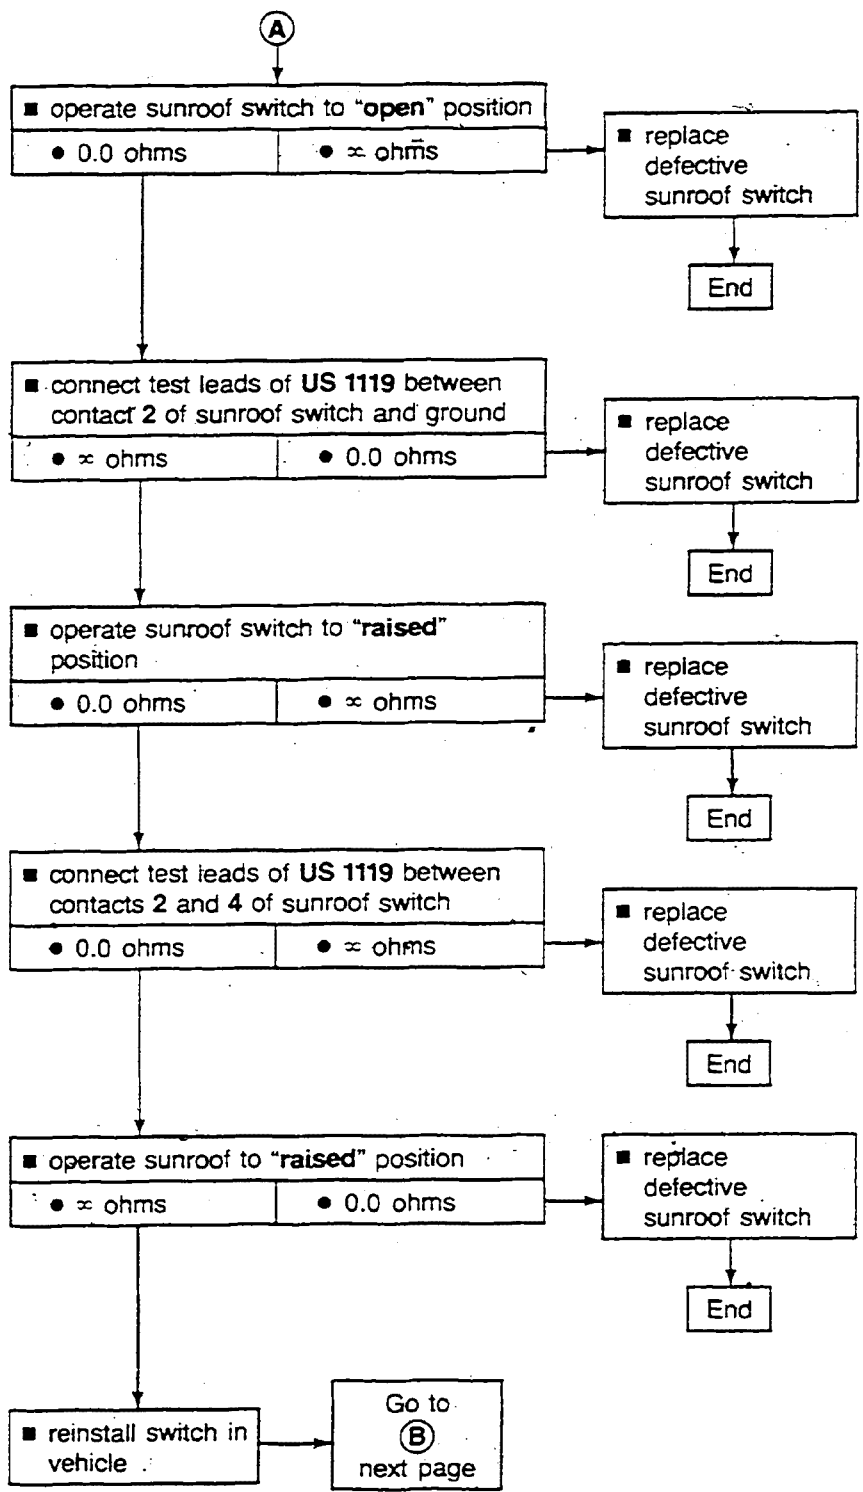 A
■ operate sunroof switch to “open” position
● 0.0 ohms
● ∝ ohms
■ replace
defective
sunroof switch
End
■ connect test leads of US 1119 between
contact 2 of sunroof switch and ground
● ∝ ohms
● 0.0 ohms
■ replace
defective
sunroof switch
End
■ operate sunroof switch to “raised”
position
● 0.0 ohms
● ∝ ohms
■ replace
defective
sunroof switch
End
■ connect test leads of US 1119 between
contacts 2 and 4 of sunroof switch
● 0.0 ohms
● ∝ ohms
■ replace
defective
sunroof switch
End
■ operate sunroof to “raised” position
● ∝ ohms
● 0.0 ohms
■ replace
defective
sunroof switch
End
■ reinstall switch in
vehicle
Go to
B
next page